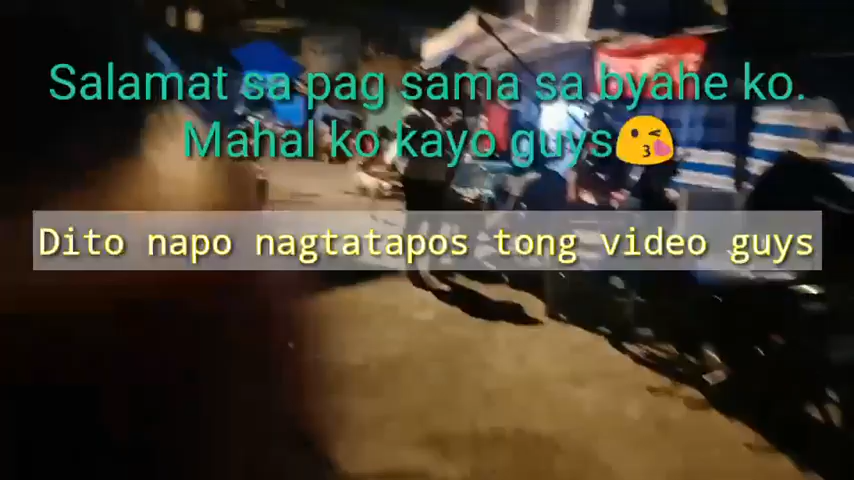 Salamat sa pag sama sa byahe ko.
Mahal ko kayo guys😘
Dito napo nagtatapos tong video guys